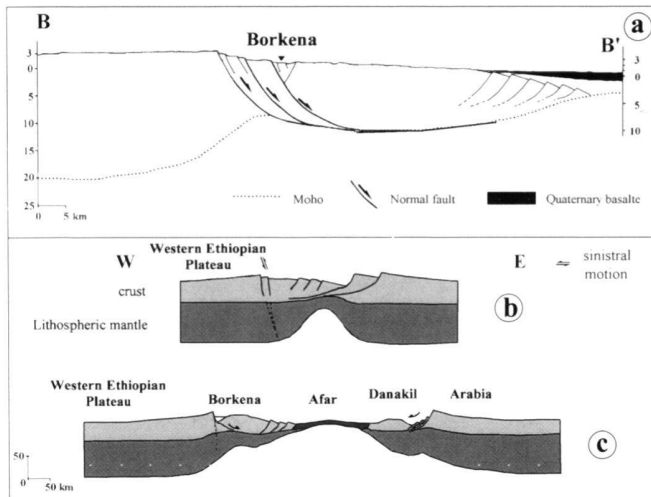 B
a
Borkena
B'
3
0
5
10
15
20
25
3
0
5
10
0 5 km
Moho
Normal fault
Quaternary basalte
Western Ethiopian
Plateau
W
E
sinistral
motion
crust
Lithospheric mantle
b
Western Ethiopian
Plateau
Borkena
Afar
Danakil
Arabia
c
50
0
50 km